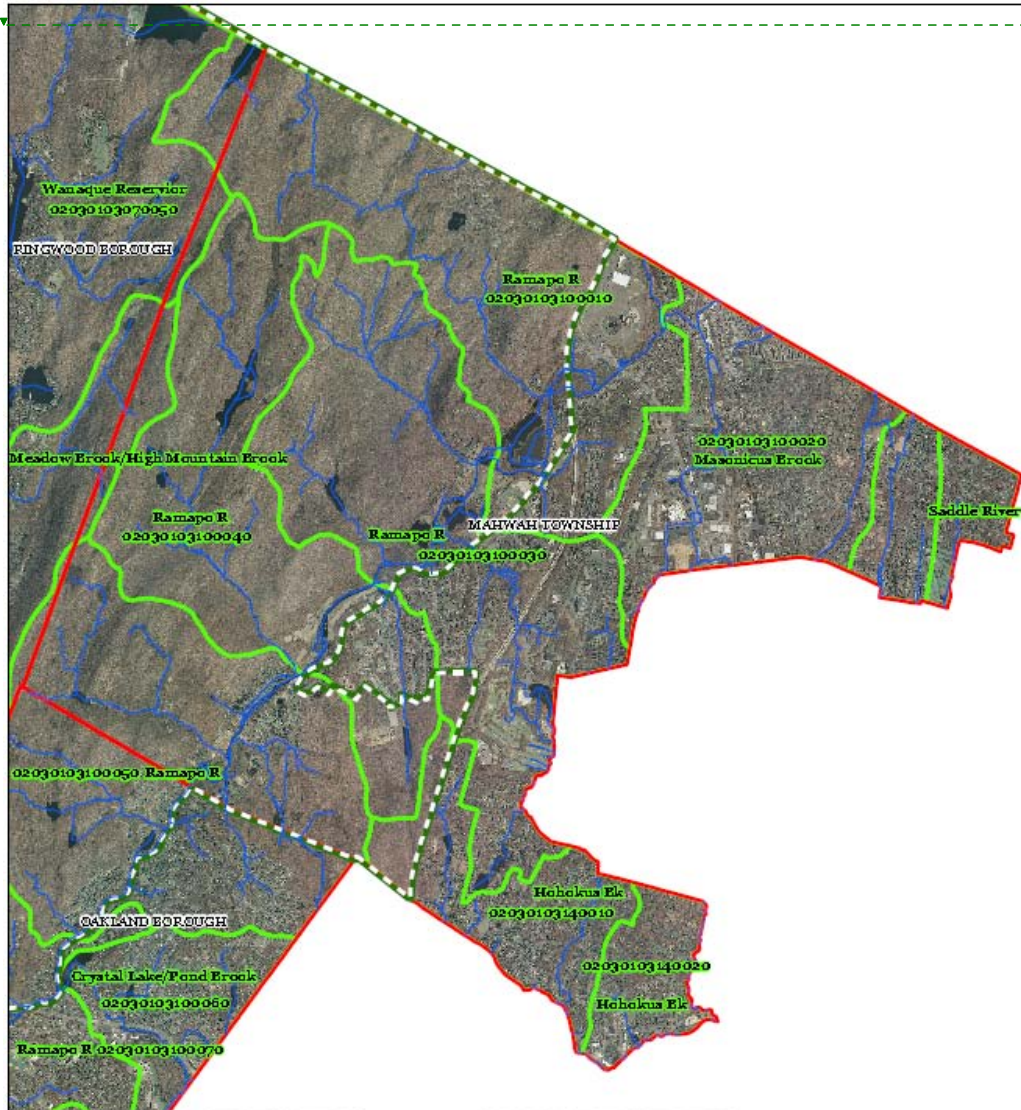 Wanaque Reservior
02030103070050
RINGWOOD BOROUGH
Ramapo R
02030103100010
02030103100020
Masonicus Brook
Meadow Brook/High Mountain Brook
Saddle River
Ramapo R
02030103100040
MAHWAH TOWNSHIP
Ramapo R
02030103100030
02030103100050 Ramapo R
Hohokus Bk
02030103140010
OAKLAND BOROUGH
02030103140020
Crystal Lake/Pond Brook
02030103100060
Hohokus Bk
Ramapo R 02030103100070